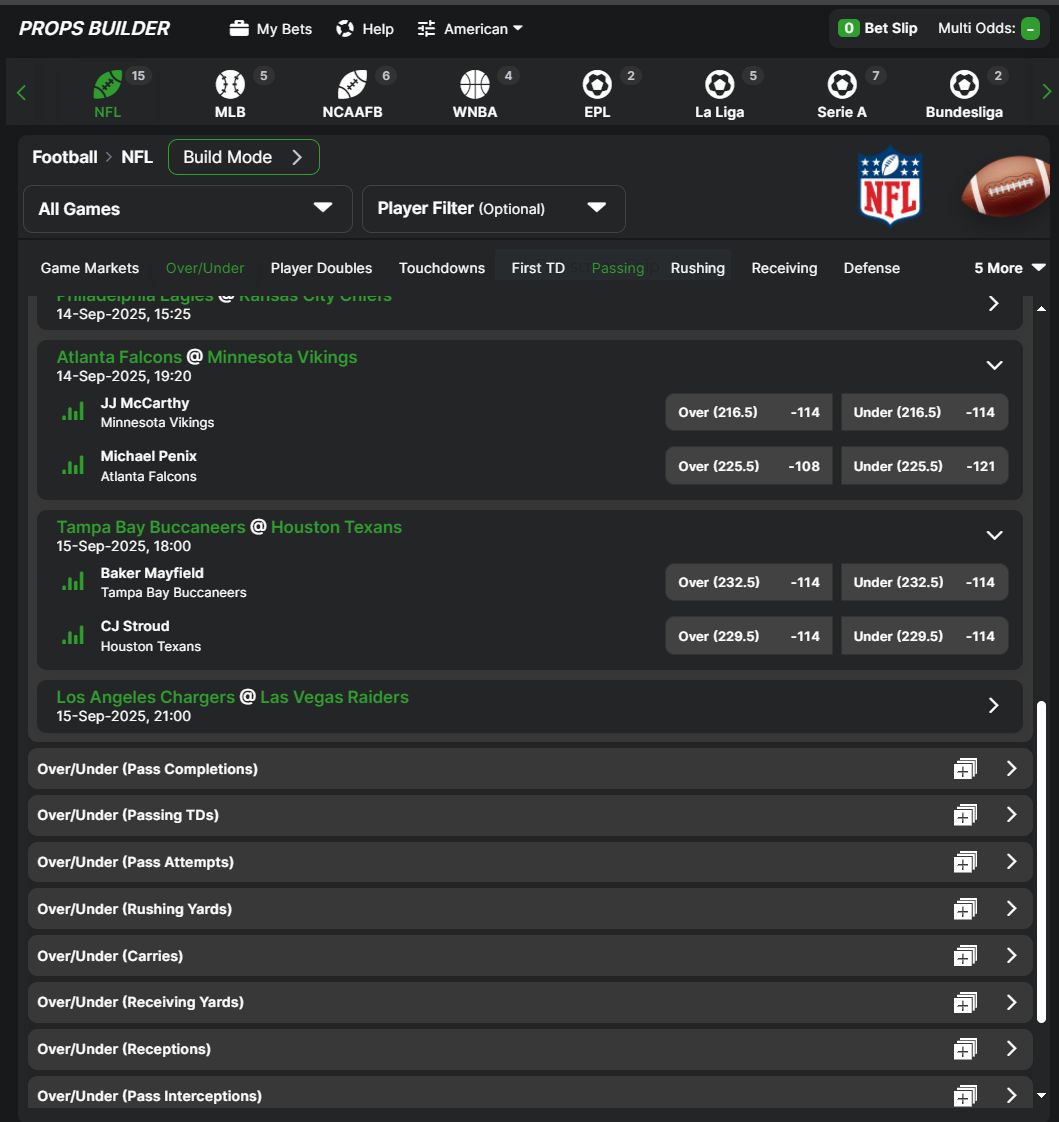 PROPS BUILDER My Bets Help American 0 Bet Slip Multi Odds: -
15 5 6 4 2 5 7 2
NFL MLB NCAAFB WNBA EPL La Liga Serie A Bundesliga
Football > NFL Build Mode
NFL
All Games Player Filter (Optional)
Game Markets Over/Under Player Doubles Touchdowns First TD Passing Rushing Receiving Defense 5 More
Philadelphia Eagles @ Kansas City Chiefs
14-Sep-2025, 15:25
Atlanta Falcons @ Minnesota Vikings
14-Sep-2025, 19:20
JJ McCarthy
Minnesota Vikings
Over (216.5) -114 Under (216.5) -114
Michael Penix
Atlanta Falcons
Over (225.5) -108 Under (225.5) -121
Tampa Bay Buccaneers @ Houston Texans
15-Sep-2025, 18:00
Baker Mayfield
Tampa Bay Buccaneers
Over (232.5) -114 Under (232.5) -114
CJ Stroud
Houston Texans
Over (229.5) -114 Under (229.5) -114
Los Angeles Chargers @ Las Vegas Raiders
15-Sep-2025, 21:00
Over/Under (Pass Completions)
Over/Under (Passing TDs)
Over/Under (Pass Attempts)
Over/Under (Rushing Yards)
Over/Under (Carries)
Over/Under (Receiving Yards)
Over/Under (Receptions)
Over/Under (Pass Interceptions)